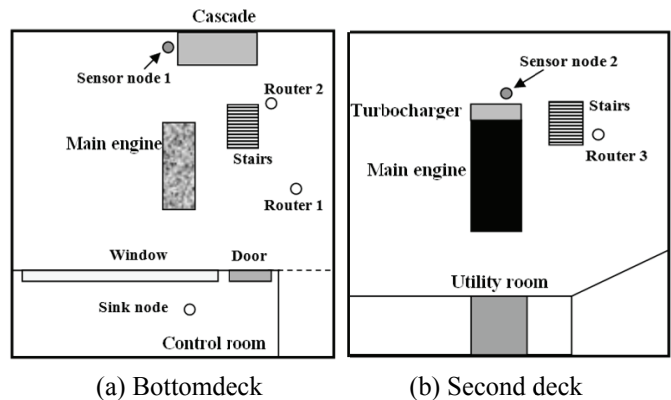 Cascade
Sensor node 1
Router 2
Main engine
Stairs
Router 1
Window
Door
Sink node
Control room
(a) Bottomdeck
Sensor node 2
Turbocharger
Stairs
Main engine
Router 3
Utility room
(b) Second deck